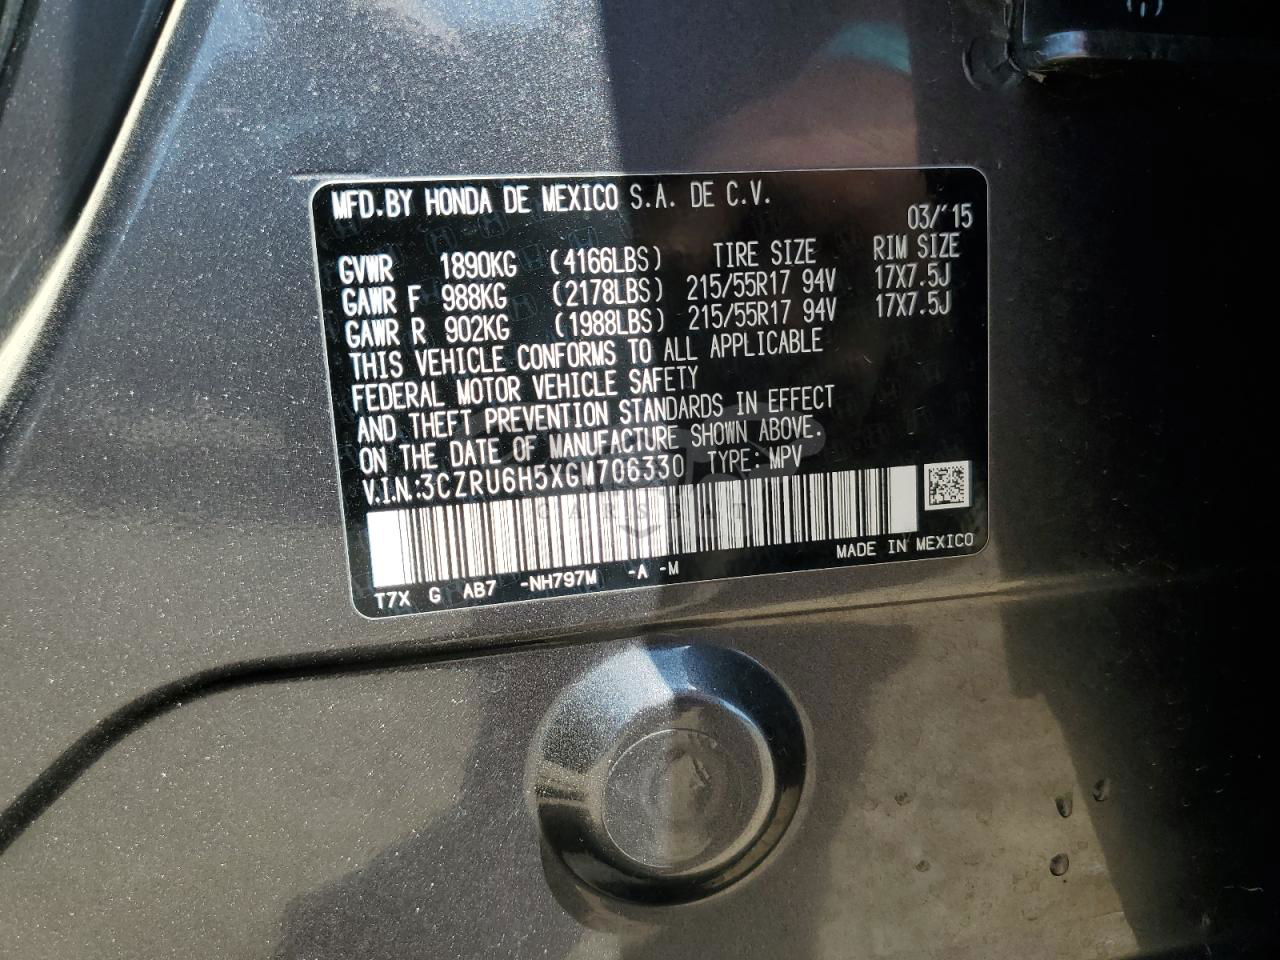 MFD.BY HONDA DE MEXICO S.A. DE C.V.
03/'15
GVWR 1890KG (4166LBS) TIRE SIZE RIM SIZE
GAWR F 988KG (2178LBS) 215/55R17 94V 17X7.5J
GAWR R 902KG (1988LBS) 215/55R17 94V 17X7.5J
THIS VEHICLE CONFORMS TO ALL APPLICABLE
FEDERAL MOTOR VEHICLE SAFETY
AND THEFT PREVENTION STANDARDS IN EFFECT
ON THE DATE OF MANUFACTURE SHOWN ABOVE.
V.I.N.:3CZRU6H5XGM706330 TYPE:MPV
MADE IN MEXICO
T7X G AB7 -NH797M -A -M